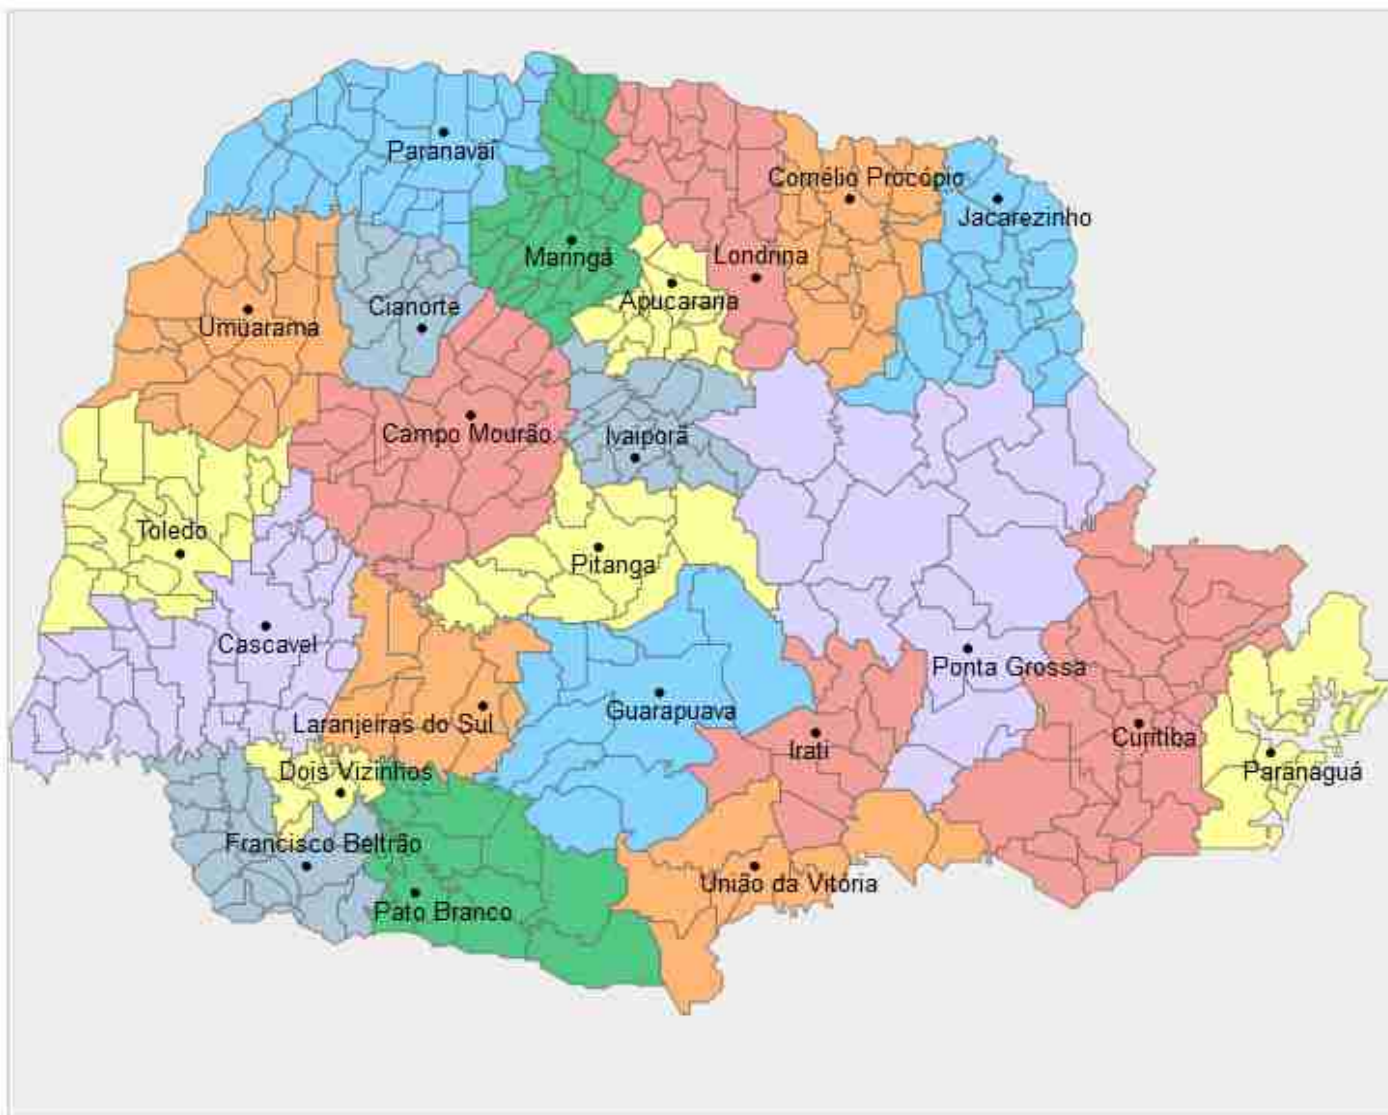 Paranavaí
Cornélio Procópio
Jacarezinho
Maringá
Londrina
Apucarana
Cianorte
Umuarama
Campo Mourão
Ivaiporã
Toledo
Pitanga
Cascavel
Ponta Grossa
Guarapuava
Laranjeiras do Sul
Irati
Curitiba
Paranaguá
Dois Vizinhos
Francisco Beltrão
União da Vitória
Pato Branco